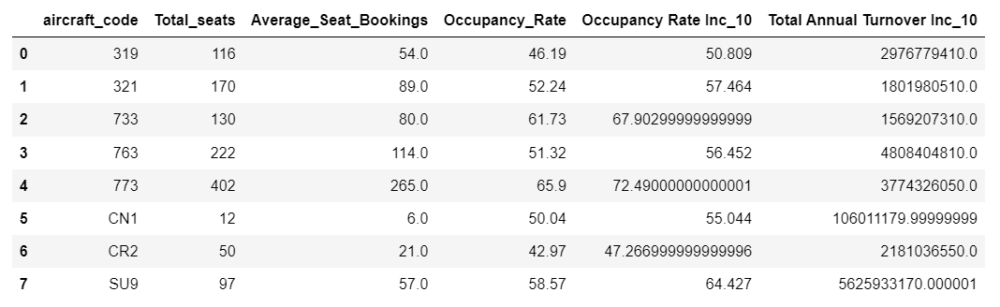 aircraft_code Total_seats Average_Seat_Bookings Occupancy_Rate Occupancy Rate Inc_10 Total Annual Turnover Inc_10
0 319 116 54.0 46.19 50.809 2976779410.0
1 321 170 89.0 52.24 57.464 1801980510.0
2 733 130 80.0 61.73 67.90299999999999 1569207310.0
3 763 222 114.0 51.32 56.452 4808404810.0
4 773 402 265.0 65.9 72.49000000000001 3774326050.0
5 CN1 12 6.0 50.04 55.044 106011179.99999999
6 CR2 50 21.0 42.97 47.266999999999996 2181036550.0
7 SU9 97 57.0 58.57 64.427 5625933170.000001